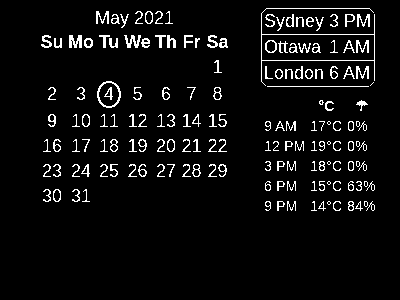 May 2021
Su Mo Tu We Th Fr Sa
1
2 3 4 5 6 7 8
9 10 11 12 13 14 15
16 17 18 19 20 21 22
23 24 25 26 27 28 29
30 31
Sydney 3 PM
Ottawa 1 AM
London 6 AM
°C ☂
9 AM 17°C 0%
12 PM 19°C 0%
3 PM 18°C 0%
6 PM 15°C 63%
9 PM 14°C 84%